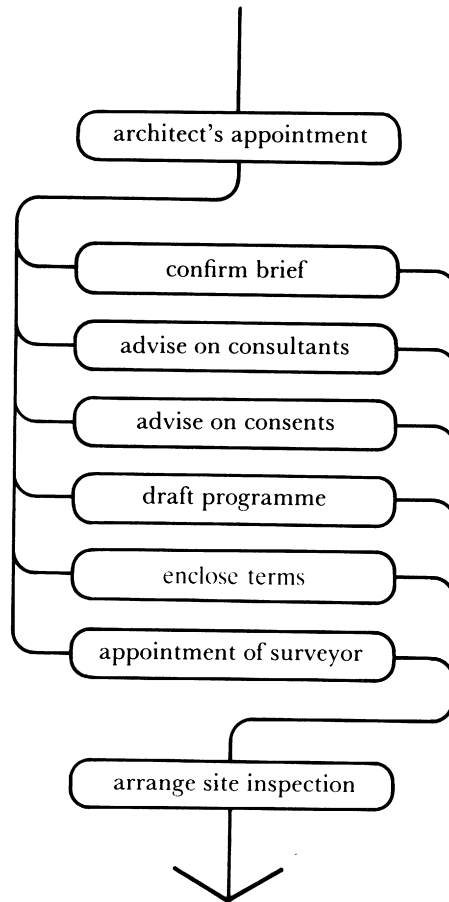 architect's appointment
confirm brief
advise on consultants
advise on consents
draft programme
enclose terms
appointment of surveyor
arrange site inspection